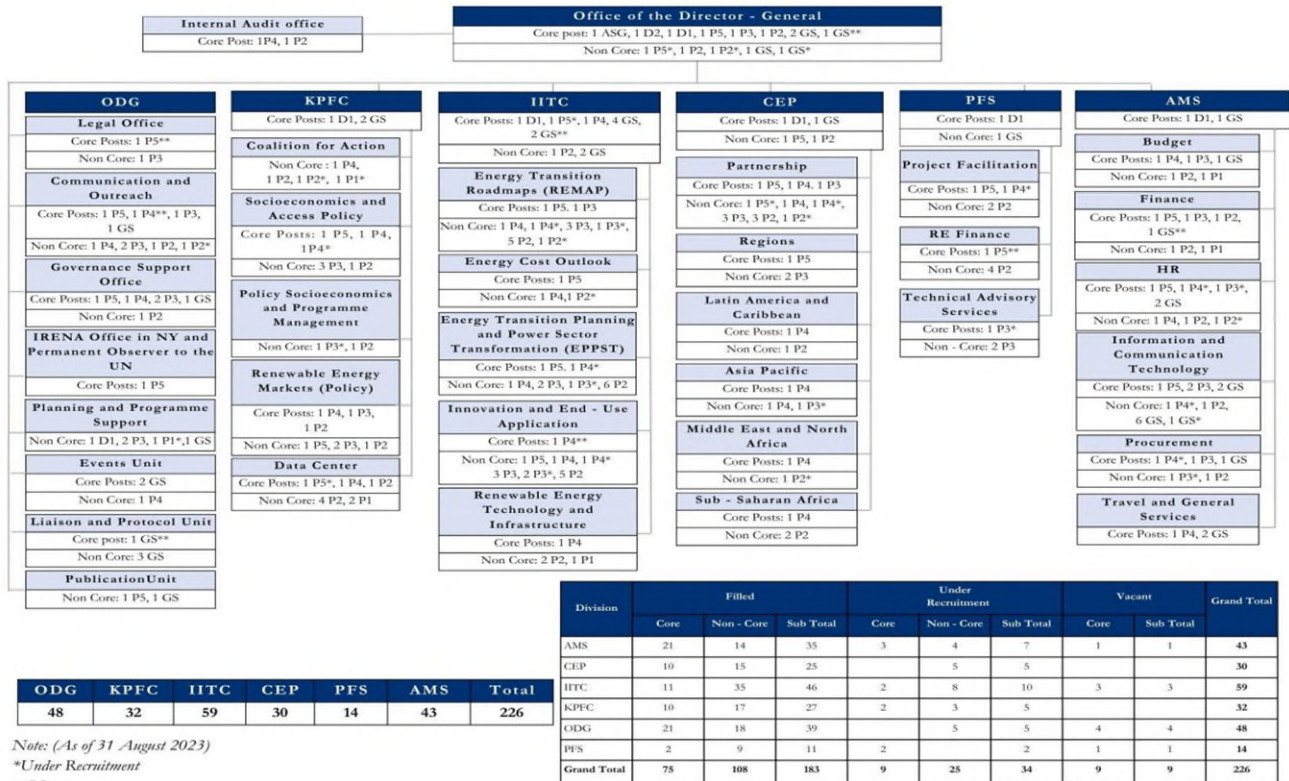 Internal Audit office
Core Post: 1P4, 1 P2
Office of the Director - General
Core post: 1 ASG, 1 D2, 1 D1, 1 P5, 1 P3, 1 P2, 2 GS, 1 GS**
Non Core: 1 P5*, 1 P2, 1 P2*, 1 GS, 1 GS*
ODG
Legal Office
Core Posts: 1 P5**
Non Core: 1 P3
Communication and
Outreach
Core Posts: 1 P5, 1 P4**, 1 P3,
1 GS
Non Core: 1 P4, 2 P3, 1 P2, 1 P2*
Governance Support
Office
Core Posts: 1 P5, 1 P4, 2 P3, 1 GS
Non Core: 1 P2
IRENA Office in NY and
Permanent Observer to the
UN
Core Posts: 1 P5
Planning and Programme
Support
Non Core: 1 D1, 2 P3, 1 P1*,1 GS
Events Unit
Core Posts: 2 GS
Non Core: 1 P4
Liaison and Protocol Unit
Core post: 1 GS**
Non Core: 3 GS
PublicationUnit
Non Core: 1 P5, 1 GS
KPFC
Core Posts: 1 D1, 2 GS
Coalition for Action
Non Core : 1 P4,
1 P2, 1 P2*, 1 P1*
Socioeconomics and
Access Policy
Core Posts: 1 P5, 1 P4,
1P4*
Non Core: 3 P3, 1 P2
Policy Socioeconomics
and Programme
Management
Non Core: 1 P3*, 1 P2
Renewable Energy
Markets (Policy)
Core Posts: 1 P4, 1 P3,
1 P2
Non Core: 1 P5, 2 P3, 1 P2
Data Center
Core Posts: 1 P5*, 1 P4, 1 P2
Non Core: 4 P2, 2 P1
IITC
Core Posts: 1 D1, 1 P5*, 1 P4, 4 GS,
2 GS**
Non Core: 1 P2, 2 GS
Energy Transition
Roadmaps (REMAP)
Core Posts: 1 P5. 1 P3
Non Core: 1 P4, 1 P4*, 3 P3, 1 P3*,
5 P2, 1 P2*
Energy Cost Outlook
Core Posts: 1 P5
Non Core: 1 P4,1 P2*
Energy Transition Planning
and Power Sector
Transformation (EPPST)
Core Posts: 1 P5. 1 P4*
Non Core: 1 P4, 2 P3, 1 P3*, 6 P2
Innovation and End - Use
Application
Core Posts: 1 P4**
Non Core: 1 P5, 1 P4, 1 P4*
3 P3, 2 P3*, 5 P2
Renewable Energy
Technology and
Infrastructure
Core Posts: 1 P4
Non Core: 2 P2, 1 P1
CEP
Core Posts: 1 D1, 1 GS
Non Core: 1 P5, 1 P2
Partnership
Core Posts: 1 P5, 1 P4. 1 P3
Non Core: 1 P5*, 1 P4, 1 P4*,
3 P3, 3 P2, 1 P2*
Regions
Core Posts: 1 P5
Non Core: 2 P3
Latin America and
Caribbean
Core Posts: 1 P4
Non Core: 1 P2
Asia Pacific
Core Posts: 1 P4
Non Core: 1 P4, 1 P3*
Middle East and North
Africa
Core Posts: 1 P4
Non Core: 1 P2*
Sub - Saharan Africa
Core Posts: 1 P4
Non Core: 2 P2
PFS
Core Posts: 1 D1
Non Core: 1 GS
Project Facilitation
Core Posts: 1 P5, 1 P4*
Non Core: 2 P2
RE Finance
Core Posts: 1 P5**
Non Core: 4 P2
Technical Advisory
Services
Core Posts: 1 P3*
Non - Core: 2 P3
AMS
Core Posts: 1 D1, 1 GS
Budget
Core Posts: 1 P4, 1 P3, 1 GS
Non Core: 1 P2, 1 P1
Finance
Core Posts: 1 P5, 1 P3, 1 P2,
1 GS**
Non Core: 1 P2, 1 P1
HR
Core Posts: 1 P5, 1 P4*, 1 P3*,
2 GS
Non Core: 1 P4, 1 P2, 1 P2*
Information and
Communication
Technology
Core Posts: 1 P5, 2 P3, 2 GS
Non Core: 1 P4*, 1 P2,
6 GS, 1 GS*
Procurement
Core Posts: 1 P4*, 1 P3, 1 GS
Non Core: 1 P3*, 1 P2
Travel and General
Services
Core Posts: 1 P4, 2 GS
ODG KPFC IITC CEP PFS AMS Total
48 32 59 30 14 43 226
Note: (As of 31 August 2023)
*Under Recruitment
Division Filled Under Recruitment Vacant Grand Total
Core Non - Core Sub Total Core Non - Core Sub Total Core Sub Total
AMS 21 14 35 3 4 7 1 1 43
CEP 10 15 25 5 5 30
IITC 11 35 46 2 8 10 3 3 59
KPFC 10 17 27 2 3 5 32
ODG 21 18 39 5 5 4 4 48
PFS 2 9 11 2 2 1 1 14
Grand Total 75 108 183 9 25 34 9 9 226